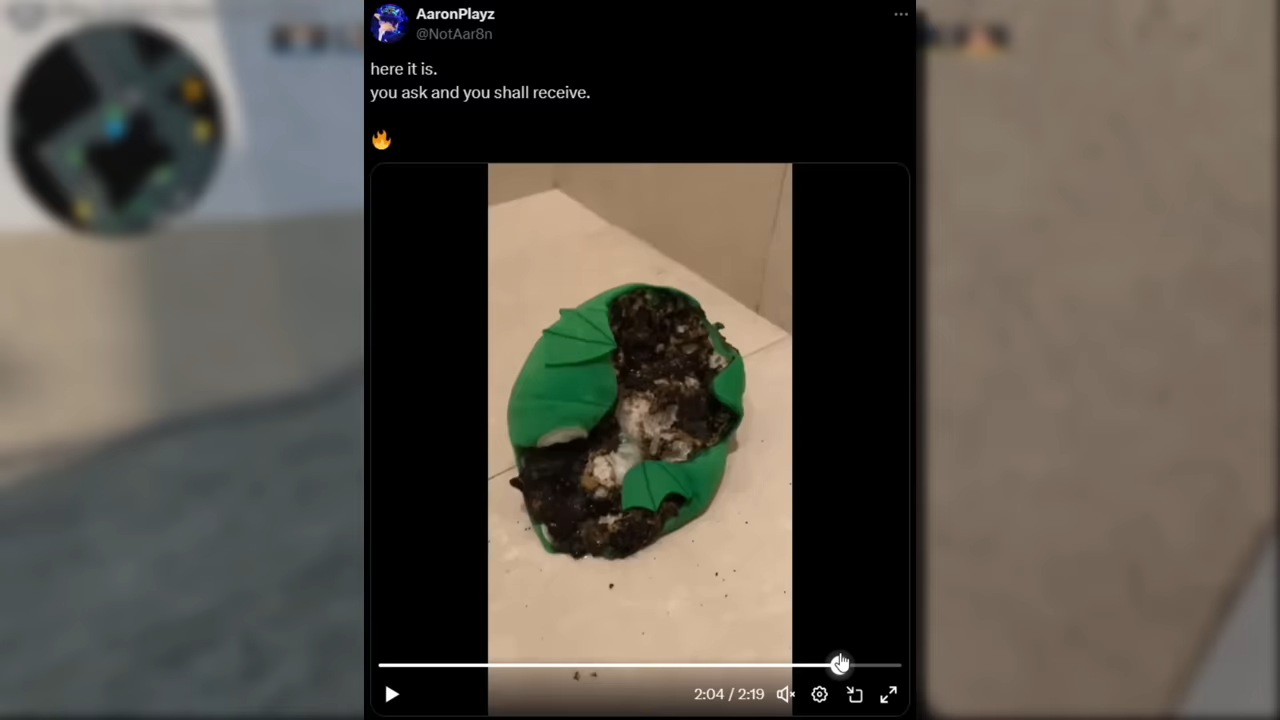 AaronPlayz
@NotAar8n
here it is.
you ask and you shall receive.
2:04 / 2:19